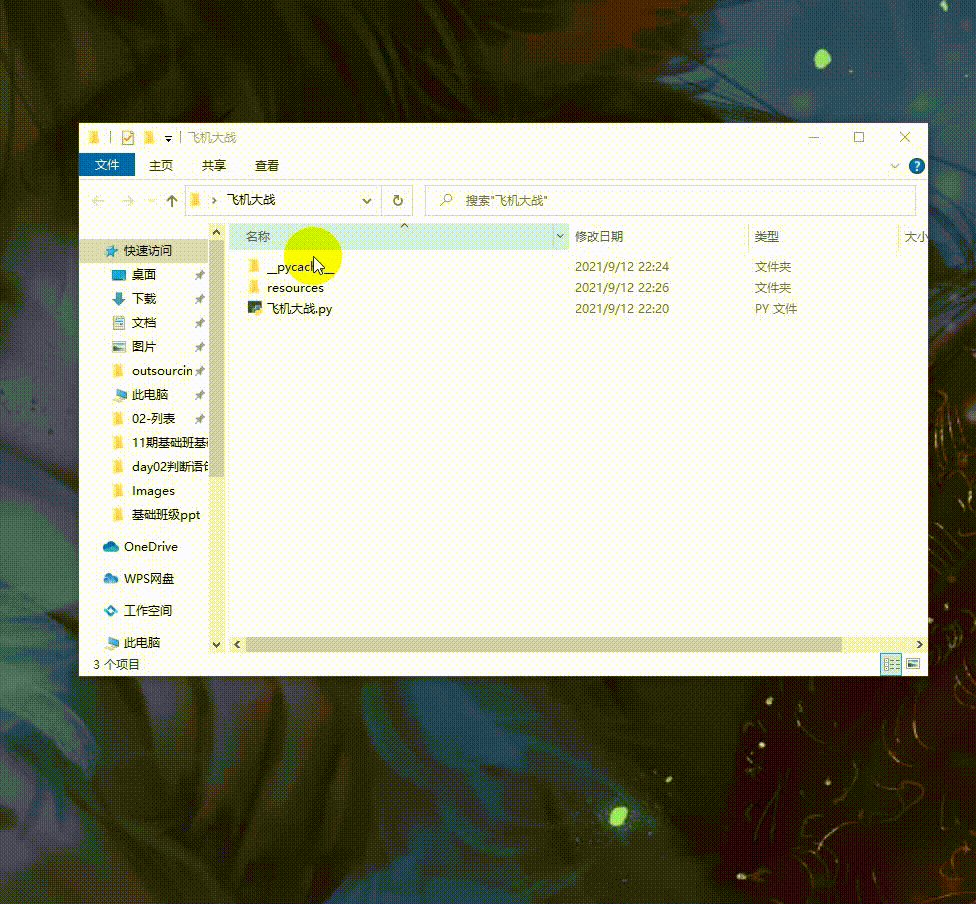 飞机大战
文件 主页 共享 查看
飞机大战 搜索"飞机大战"
名称 修改日期 类型 大小
快速访问
桌面
下载
文档
图片
outsourcin
此电脑
02-列表
11期基础班基础
day02判断语句
Images
基础班级ppt
OneDrive
WPS网盘
工作空间
此电脑
__pycach__ 2021/9/12 22:24 文件夹
resources 2021/9/12 22:26 文件夹
飞机大战.py 2021/9/12 22:20 PY 文件
3 个项目